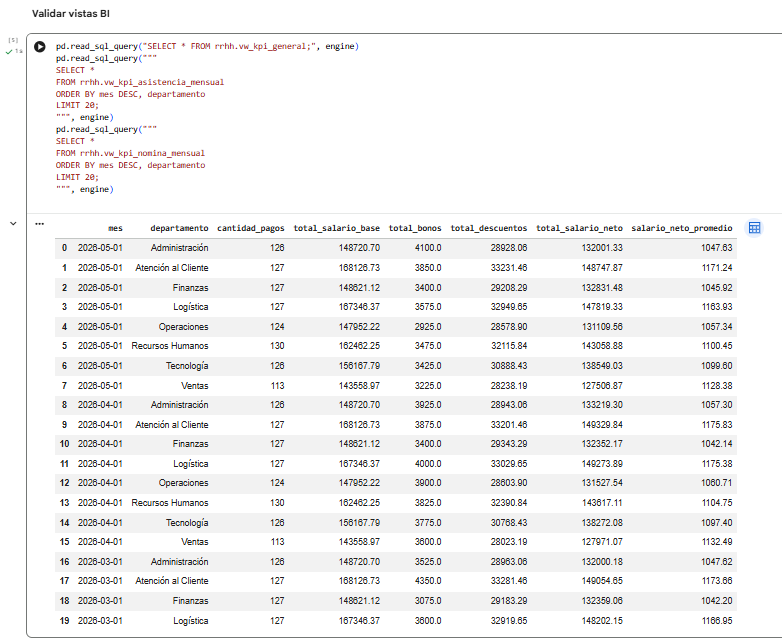 Validar vistas BI
[5]
✓ 1s
pd.read_sql_query("SELECT * FROM rrhh.vw_kpi_general;", engine)
pd.read_sql_query("""
SELECT *
FROM rrhh.vw_kpi_asistencia_mensual
ORDER BY mes DESC, departamento
LIMIT 20;
""", engine)
pd.read_sql_query("""
SELECT *
FROM rrhh.vw_kpi_nomina_mensual
ORDER BY mes DESC, departamento
LIMIT 20;
""", engine)
mes departamento cantidad_pagos total_salario_base total_bonos total_descuentos total_salario_neto salario_neto_promedio
0 2026-05-01 Administración 126 148720.70 4100.0 28928.06 132001.33 1047.63
1 2026-05-01 Atención al Cliente 127 168126.73 3850.0 33231.46 148747.87 1171.24
2 2026-05-01 Finanzas 127 148621.12 3400.0 29208.29 132831.48 1045.92
3 2026-05-01 Logística 127 167346.37 3575.0 32949.65 147819.33 1163.93
4 2026-05-01 Operaciones 124 147952.22 2925.0 28578.90 131109.56 1057.34
5 2026-05-01 Recursos Humanos 130 162462.25 3475.0 32115.84 143058.88 1100.45
6 2026-05-01 Tecnología 126 156167.79 3425.0 30888.43 138549.03 1099.60
7 2026-05-01 Ventas 113 143558.97 3225.0 28238.19 127506.87 1128.38
8 2026-04-01 Administración 126 148720.70 3925.0 28943.06 133219.30 1057.30
9 2026-04-01 Atención al Cliente 127 168126.73 3875.0 33201.46 149329.84 1175.83
10 2026-04-01 Finanzas 127 148621.12 3400.0 29343.29 132352.17 1042.14
11 2026-04-01 Logística 127 167346.37 4000.0 33029.65 149273.89 1175.38
12 2026-04-01 Operaciones 124 147952.22 3900.0 28603.90 131527.54 1060.71
13 2026-04-01 Recursos Humanos 130 162462.25 3825.0 32390.84 143617.11 1104.75
14 2026-04-01 Tecnología 126 156167.79 3775.0 30768.43 138272.08 1097.40
15 2026-04-01 Ventas 113 143558.97 3600.0 28023.19 127971.07 1132.49
16 2026-03-01 Administración 126 148720.70 3525.0 28963.06 132000.18 1047.62
17 2026-03-01 Atención al Cliente 127 168126.73 4350.0 33281.46 149054.65 1173.66
18 2026-03-01 Finanzas 127 148621.12 3075.0 29183.29 132359.06 1042.20
19 2026-03-01 Logística 127 167346.37 3600.0 32919.65 148202.15 1166.95